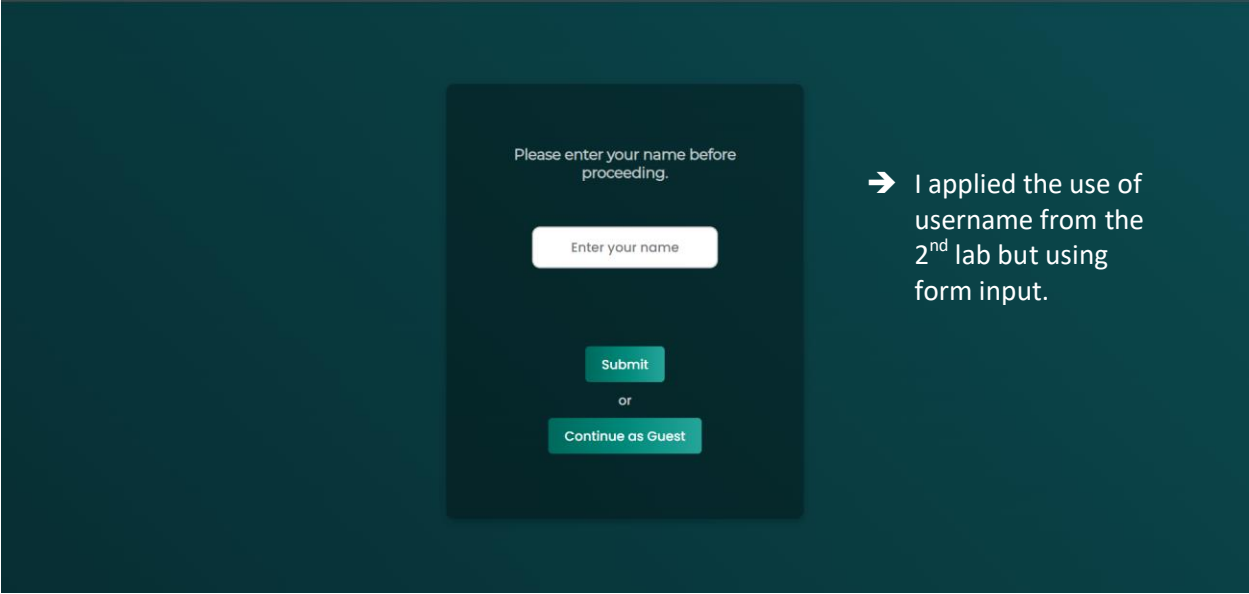 Please enter your name before
proceeding.
Enter your name
Submit
or
Continue as Guest
➔ I applied the use of
username from the
2nd lab but using
form input.